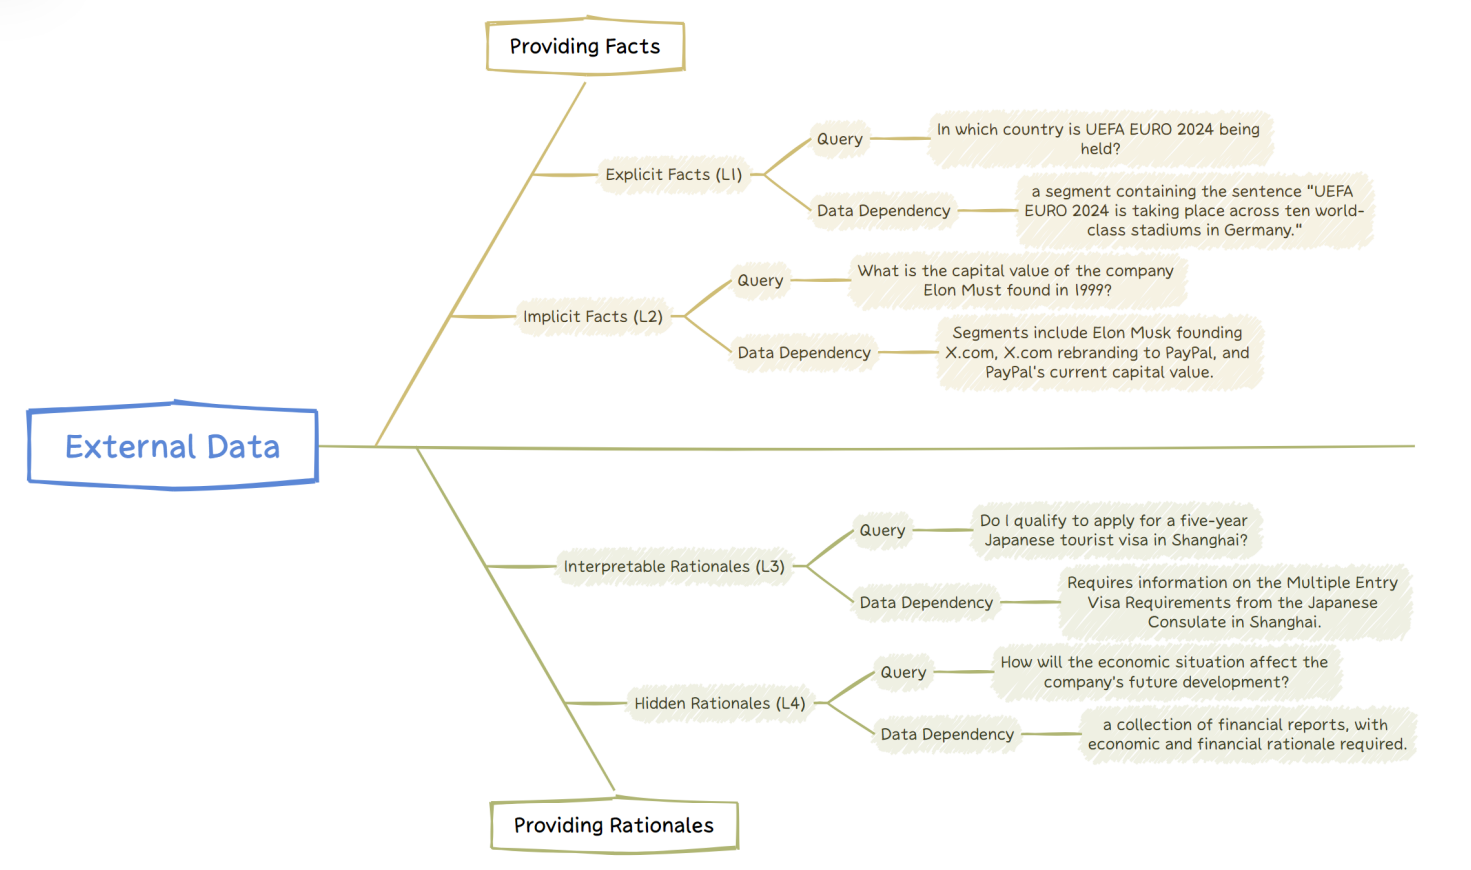 Providing Facts
Explicit Facts (L1)
Query
In which country is UEFA EURO 2024 being
held?
Data Dependency
a segment containing the sentence "UEFA
EURO 2024 is taking place across ten world-
class stadiums in Germany."
Implicit Facts (L2)
Query
What is the capital value of the company
Elon Must found in 1999?
Data Dependency
Segments include Elon Musk founding
X.com, X.com rebranding to PayPal, and
PayPal's current capital value.
External Data
Interpretable Rationales (L3)
Query
Do I qualify to apply for a five-year
Japanese tourist visa in Shanghai?
Data Dependency
Requires information on the Multiple Entry
Visa Requirements from the Japanese
Consulate in Shanghai.
Hidden Rationales (L4)
Query
How will the economic situation affect the
company's future development?
Data Dependency
a collection of financial reports, with
economic and financial rationale required.
Providing Rationales